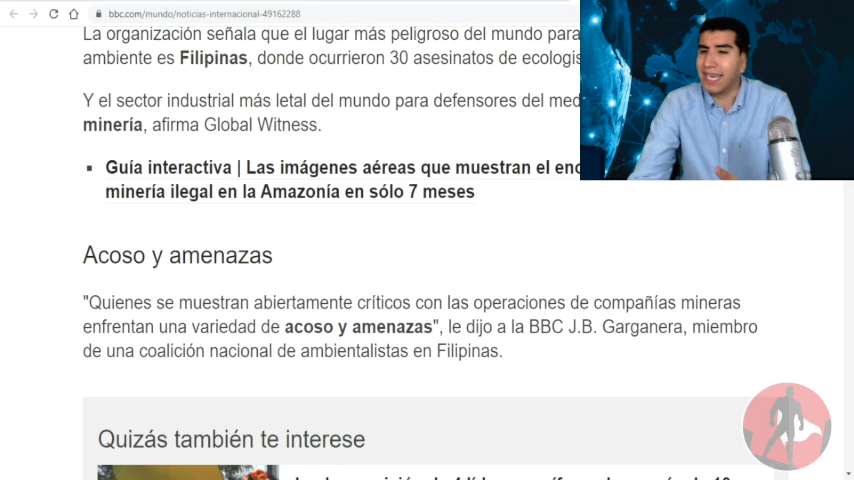 bbc.com/mundo/noticias-internacional-49162288
La organización señala que el lugar más peligroso del mundo para
ambiente es Filipinas, donde ocurrieron 30 asesinatos de
Y el sector industrial más letal del mundo para defensores del
minería, afirma Global Witness.
▪ Guía interactiva | Las imágenes aéreas que muestran el
minería ilegal en la Amazonía en sólo 7 meses
Acoso y amenazas
"Quienes se muestran abiertamente críticos con las operaciones de compañías mineras
enfrentan una variedad de acoso y amenazas", le dijo a la BBC J.B. Garganera, miembro
de una coalición nacional de ambientalistas en Filipinas.
Quizás también te interese